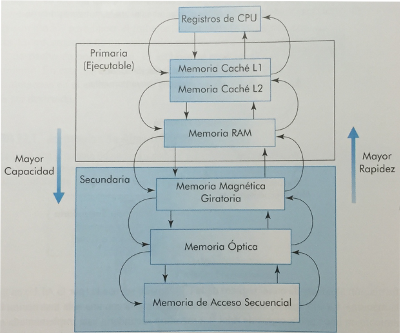 Registros de CPU
Primaria
(Ejecutable)
Memoria Caché L1
Memoria Caché L2
Memoria RAM
Mayor
Capacidad
Mayor
Rapidez
Secundaria
Memoria Magnética
Giratoria
Memoria Óptica
Memoria de Acceso Secuencial